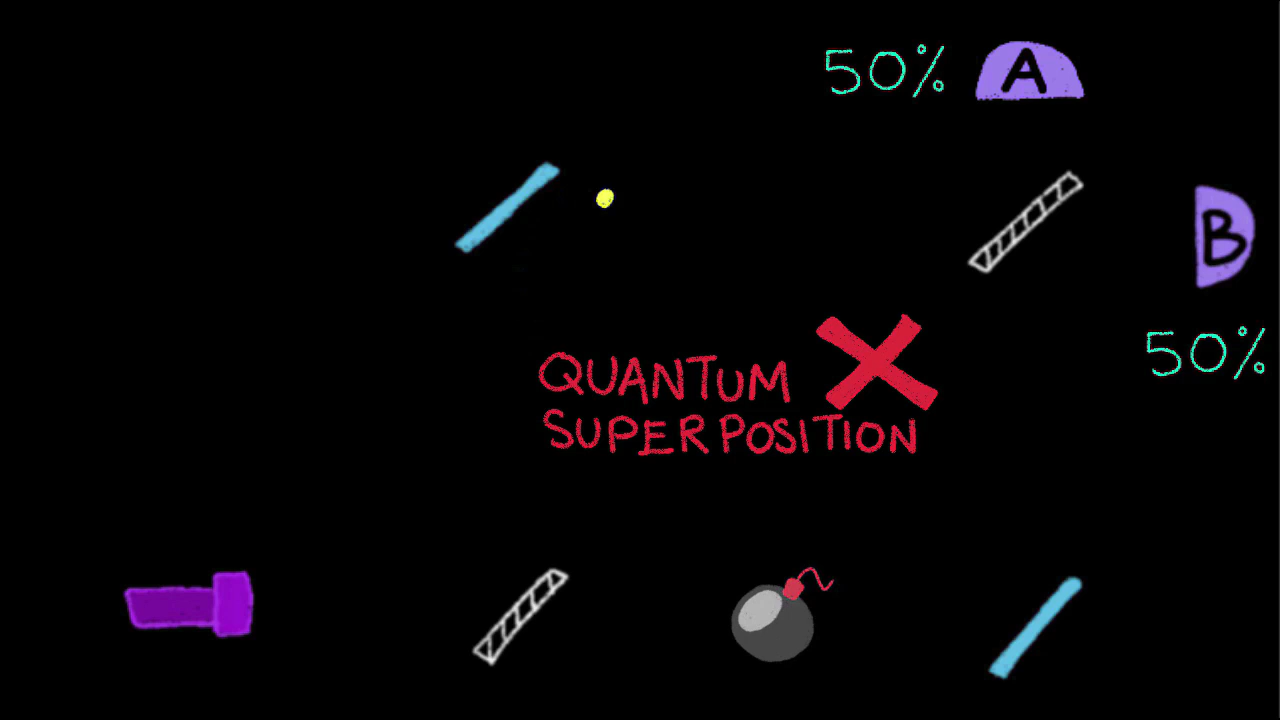 50% A
B
50%
QUANTUM
SUPERPOSITION